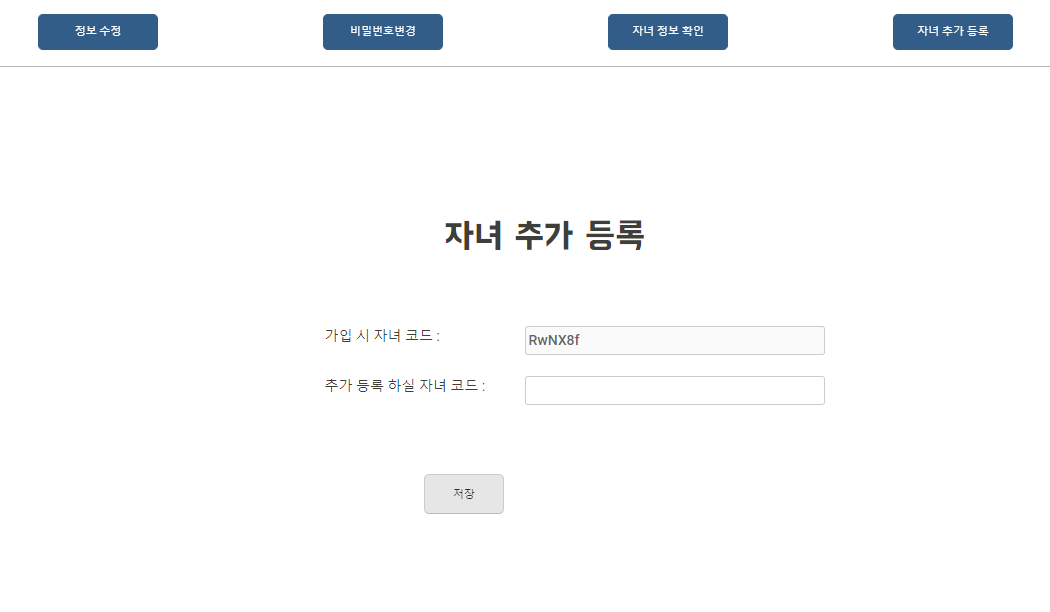 정보 수정 비밀번호변경 자녀 정보 확인 자녀 추가 등록
자녀 추가 등록
가입 시 자녀 코드 : RwNX8f
추가 등록 하실 자녀 코드 :
저장